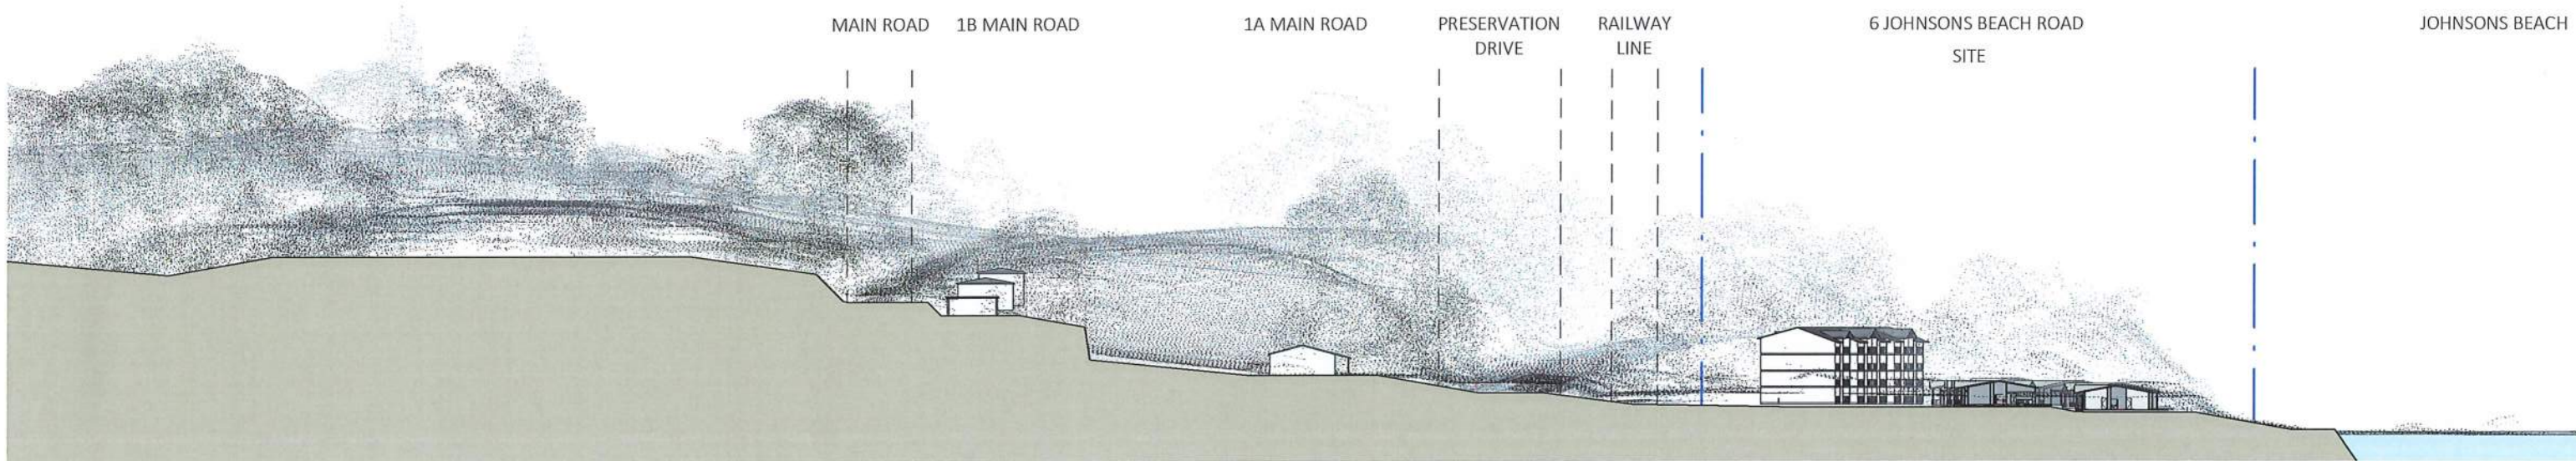 MAIN ROAD
1B MAIN ROAD
1A MAIN ROAD
PRESERVATION
DRIVE
RAILWAY
LINE
6 JOHNSONS BEACH ROAD
SITE
JOHNSONS BEACH